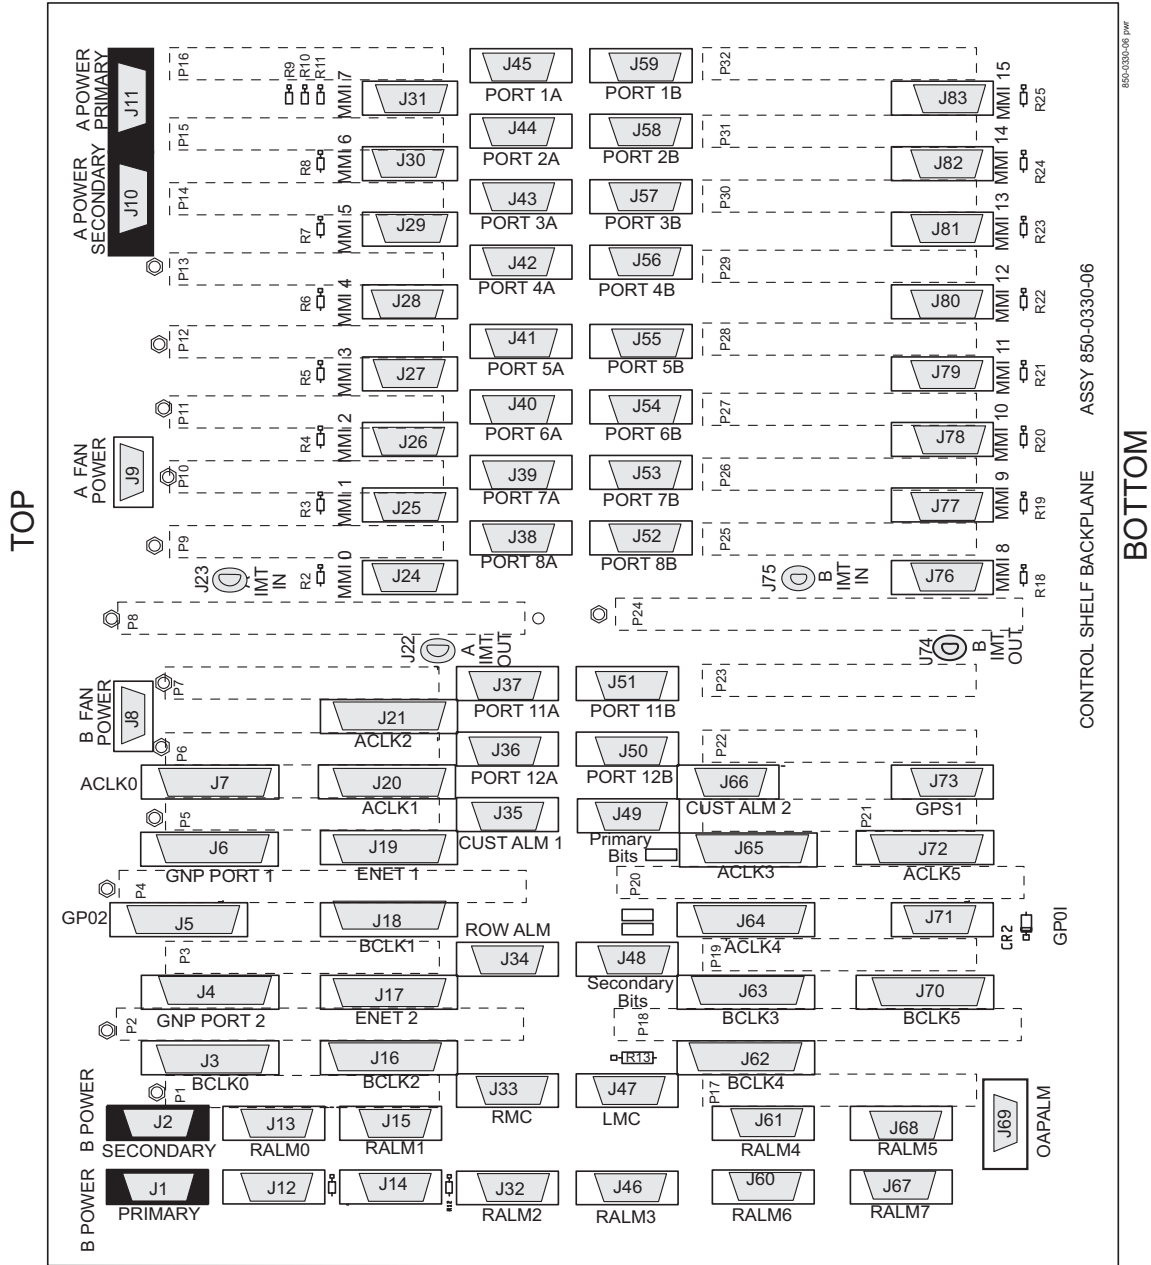 TOP
A POWER
PRIMARY
J11
A POWER
SECONDARY
J10
P16
R9
R10
R11
MMI 7
J31
J45
PORT 1A
J59
PORT 1B
P32
J83
MMI 15
R25
850-0330-06 pwr
P15
R8
MMI 6
J30
J44
PORT 2A
J58
PORT 2B
P31
J82
MMI 14
R24
P14
R7
MMI 5
J29
J43
PORT 3A
J57
PORT 3B
P30
J81
MMI 13
R23
P13
R6
MMI 4
J28
J42
PORT 4A
J56
PORT 4B
P29
J80
MMI 12
R22
P12
R5
MMI 3
J27
J41
PORT 5A
J55
PORT 5B
P28
J79
MMI 11
R21
P11
R4
MMI 2
J26
J40
PORT 6A
J54
PORT 6B
P27
J78
MMI 10
R20
A FAN
POWER
J9
P10
R3
MMI 1
J25
J39
PORT 7A
J53
PORT 7B
P26
J77
MMI 9
R19
P9
J23
IMT
IN
R2
MMI 0
J24
J38
PORT 8A
J52
PORT 8B
P25
J75
B
IMT
IN
J76
MMI 8
R18
P8
J22
A
IMT
OUT
P24
J74
B
IMT
OUT
CONTROL SHELF BACKPLANE
ASSY 850-0330-06
BOTTOM
B FAN
POWER
J8
P7
J21
ACLK2
J37
PORT 11A
J51
PORT 11B
P23
P6
ACLK0
J7
J20
ACLK1
J36
PORT 12A
J50
PORT 12B
P22
J66
CUST ALM 2
J73
GPS1
P5
J6
GNP PORT 1
J19
ENET 1
J35
CUST ALM 1
J49
Primary
Bits
J65
ACLK3
P21
J72
ACLK5
P4
GP02
J5
J18
BCLK1
P20
J64
ACLK4
J71
CR2
GP0I
P3
J4
GNP PORT 2
J17
ENET 2
ROW ALM
J34
J48
Secondary
Bits
P19
J63
BCLK3
J70
BCLK5
P2
J3
BCLK0
J16
BCLK2
P18
R13
J62
BCLK4
P1
J33
RMC
J47
LMC
P17
B POWER
J2
SECONDARY
J13
RALM0
J15
RALM1
J61
RALM4
J68
RALM5
J69
OAPALM
B POWER
J1
PRIMARY
J12
J14
R12
J32
RALM2
J46
RALM3
J60
RALM6
J67
RALM7